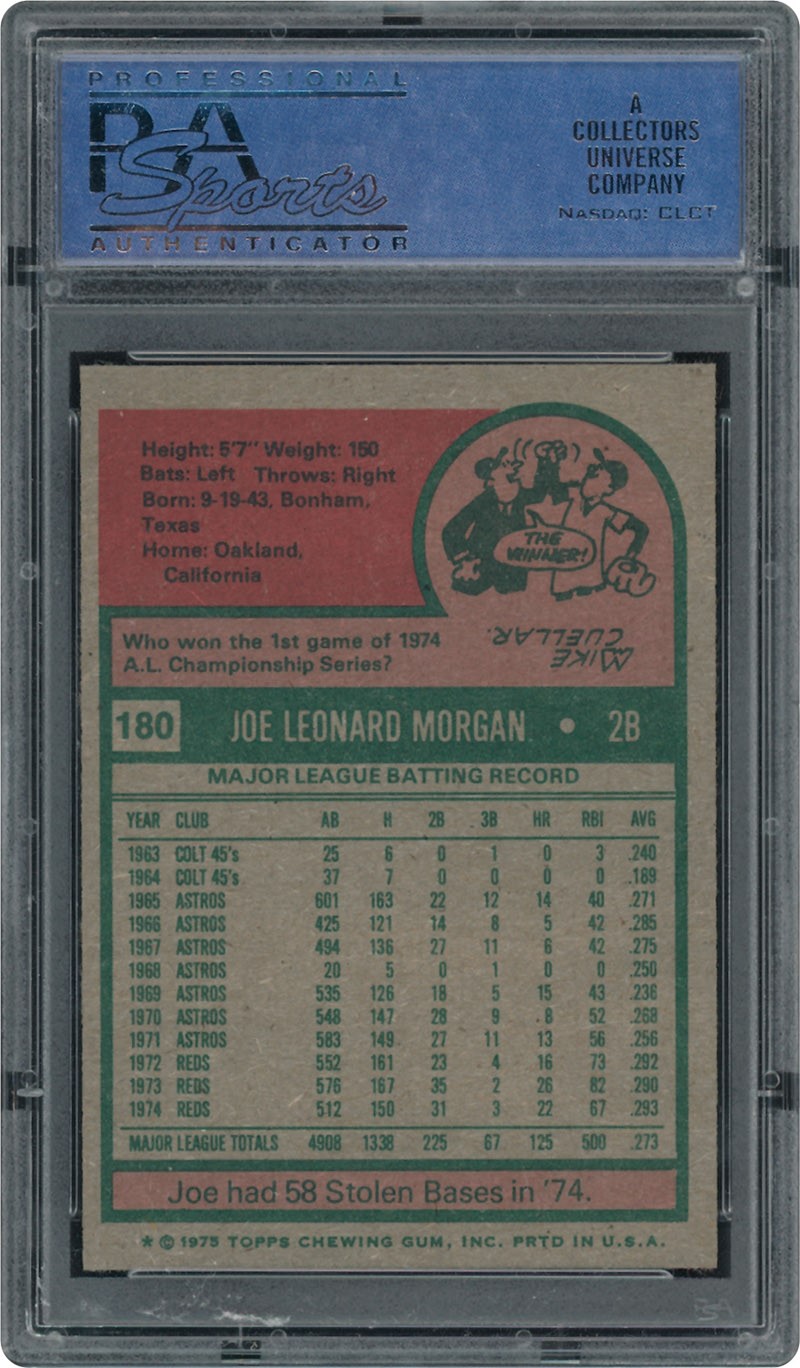 PROFESSIONAL
PSA
Sports
AUTHENTICATOR
A
COLLECTORS
UNIVERSE
COMPANY
NASDAQ: CLCT
Height: 5'7" Weight: 150
Bats: Left Throws: Right
Born: 9-19-43, Bonham,
Texas
Home: Oakland,
California
THE
WINNER!
Who won the 1st game of 1974
A.L. Championship Series?
MIKE
CUELLAR.
180 JOE LEONARD MORGAN. • 2B
MAJOR LEAGUE BATTING RECORD
YEAR CLUB AB H 2B 3B HR RBI AVG
1963 COLT 45's 25 6 0 1 0 3 .240
1964 COLT 45's 37 7 0 0 0 0 .189
1965 ASTROS 601 163 22 12 14 40 .271
1966 ASTROS 425 121 14 8 5 42 .285
1967 ASTROS 494 136 27 11 6 42 .275
1968 ASTROS 20 5 0 1 0 0 .250
1969 ASTROS 535 126 18 5 15 43 .236
1970 ASTROS 548 147 28 9 8 52 .268
1971 ASTROS 583 149 27 11 13 56 .256
1972 REDS 552 161 23 4 16 73 .292
1973 REDS 576 167 35 2 26 82 .290
1974 REDS 512 150 31 3 22 67 .293
MAJOR LEAGUE TOTALS 4908 1338 225 67 125 500 .273
Joe had 58 Stolen Bases in '74.
* © 1975 TOPPS CHEWING GUM, INC. PRTD IN U.S.A.